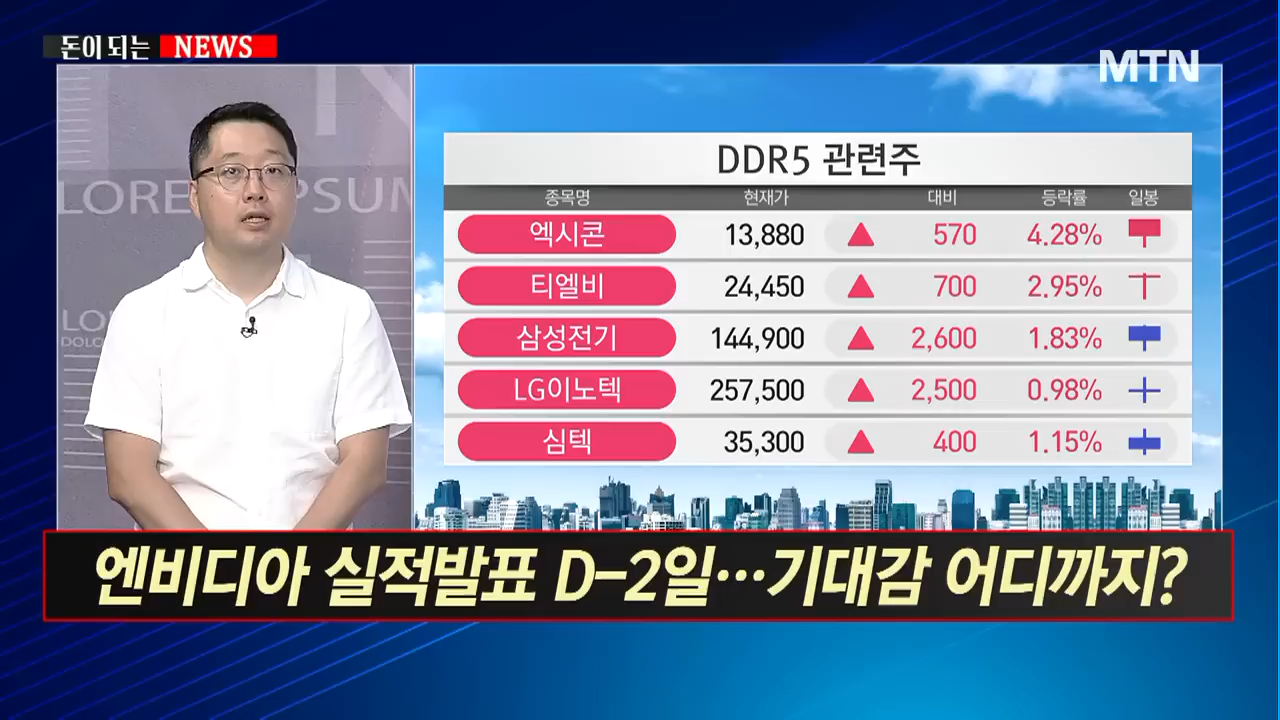 돈이 되는 NEWS
MTN
LOREM IPSUM
DDR5 관련주
종목명 현재가 대비 등락률 일봉
엑시콘 13,880 ▲ 570 4.28%
티엘비 24,450 ▲ 700 2.95%
삼성전기 144,900 ▲ 2,600 1.83%
LG이노텍 257,500 ▲ 2,500 0.98%
심텍 35,300 ▲ 400 1.15%
엔비디아 실적발표 D-2일…기대감 어디까지?